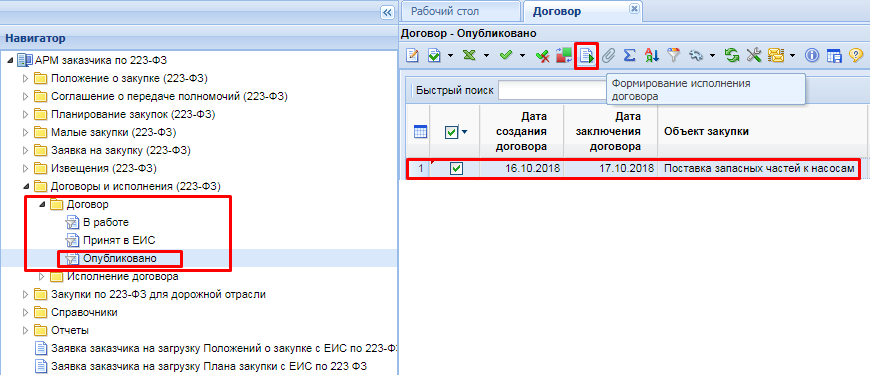 Навигатор
АРМ заказчика по 223-ФЗ
Положение о закупке (223-ФЗ)
Соглашение о передаче полномочий (223-ФЗ)
Планирование закупок (223-ФЗ)
Малые закупки (223-ФЗ)
Заявка на закупку (223-ФЗ)
Извещения (223-ФЗ)
Договоры и исполнения (223-ФЗ)
Договор
В работе
Принят в ЕИС
Опубликовано
Исполнение договора
Закупки по 223-ФЗ для дорожной отрасли
Справочники
Отчеты
Заявка заказчика на загрузку Положений о закупке с ЕИС по 223-Ф
Заявка заказчика на загрузку Плана закупки с ЕИС по 223 ФЗ
Рабочий стол
Договор
Договор - Опубликовано
Формирование исполнения
договора
Быстрый поиск
Дата
создания
договора
Дата
заключения
договора
Объект закупки
1 16.10.2018 17.10.2018 Поставка запасных частей к насосам